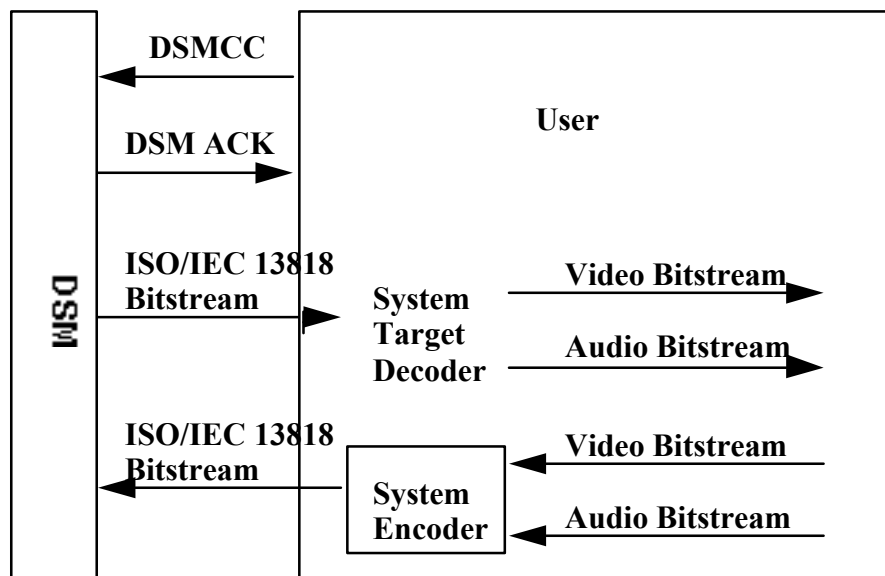 DSMCC
User
DSM ACK
DSM
ISO/IEC 13818
Bitstream
System
Target
Decoder
Video Bitstream
Audio Bitstream
ISO/IEC 13818
Bitstream
System
Encoder
Video Bitstream
Audio Bitstream